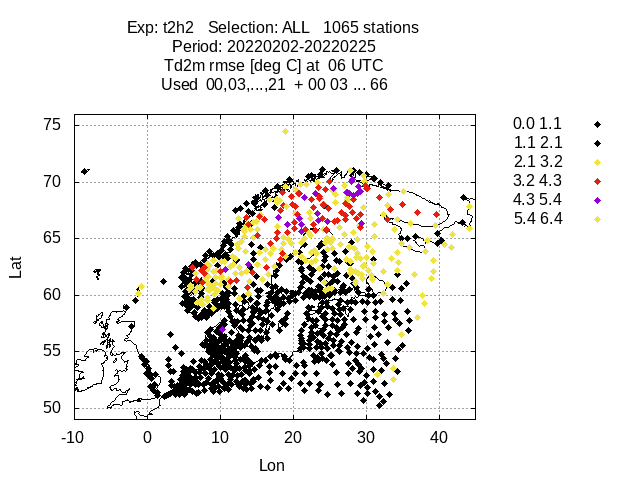 Exp: t2h2 Selection: ALL 1065 stations
Period: 20220202-20220225
Td2m rmse [deg C] at 06 UTC
Used 00,03,...,21 + 00 03 ... 66
0.0 1.1
1.1 2.1
2.1 3.2
3.2 4.3
4.3 5.4
5.4 6.4
75
70
65
60
55
50
Lat
-10 0 10 20 30 40
Lon